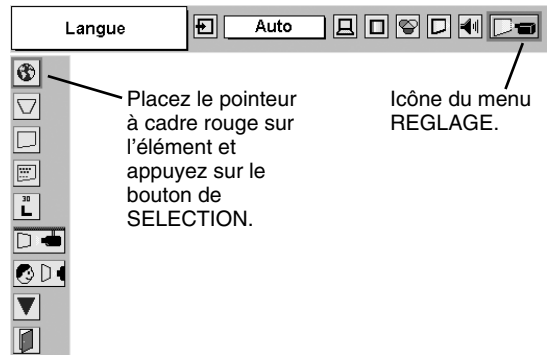 Langue
Auto
Placez le pointeur
à cadre rouge sur
l'élément et
appuyez sur le
bouton de
SELECTION.
Icône du menu
REGLAGE.
30
L